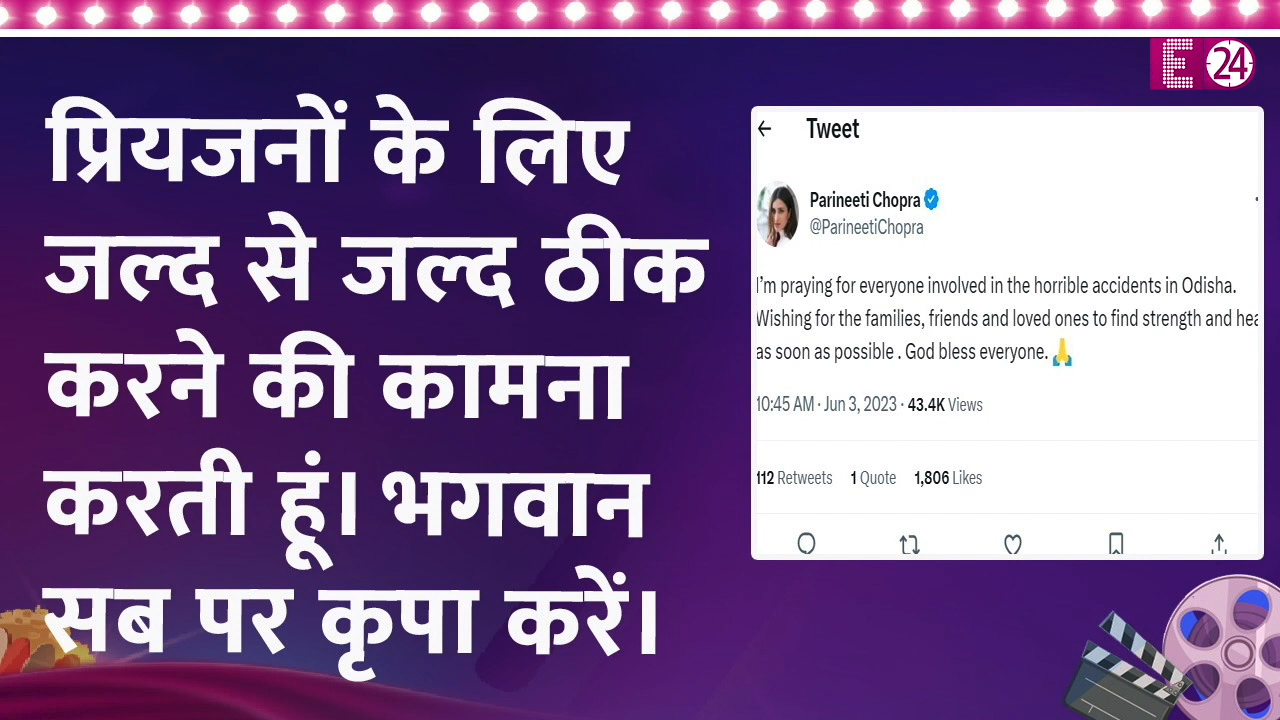 E 24
प्रियजनों के लिए
जल्द से जल्द ठीक
करने की कामना
करती हूं। भगवान
सब पर कृपा करें।
Tweet
Parineeti Chopra
@ParineetiChopra
I'm praying for everyone involved in the horrible accidents in Odisha.
Wishing for the families, friends and loved ones to find strength and hea
as soon as possible . God bless everyone. 🙏
10:45 AM · Jun 3, 2023 · 43.4K Views
112 Retweets 1 Quote 1,806 Likes